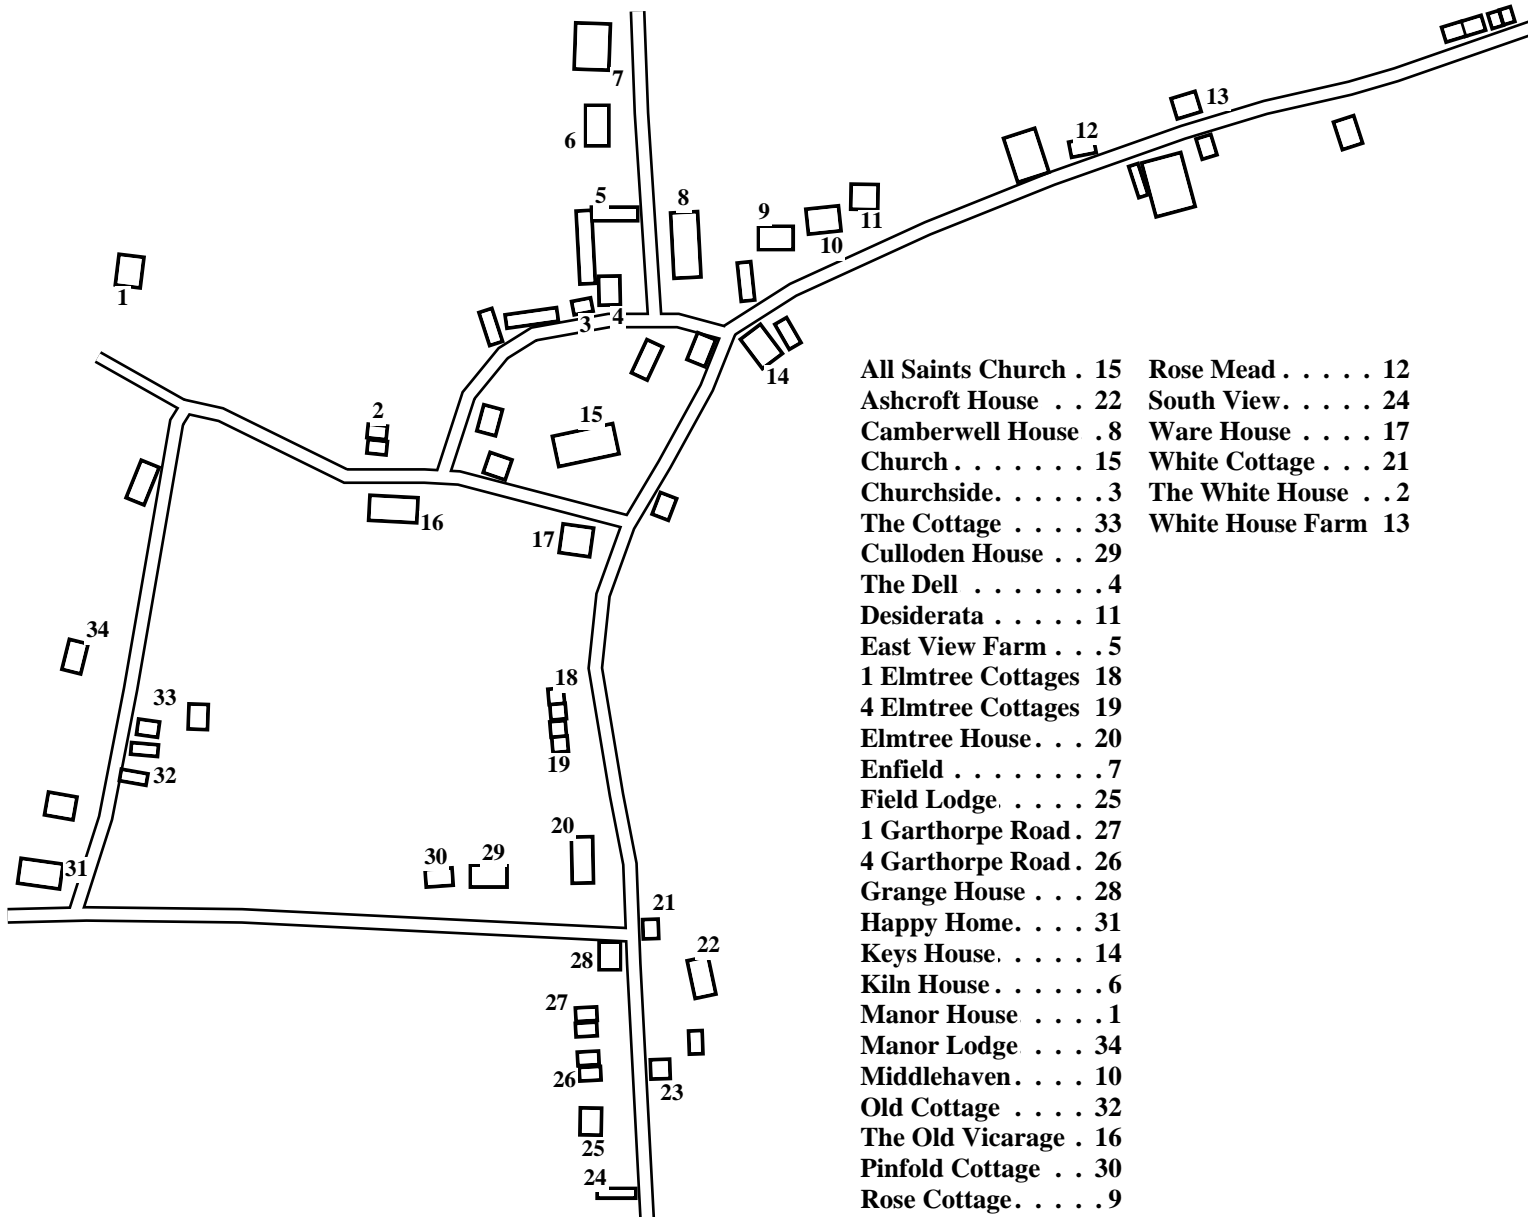 7
6
5
8
9
10
11
12
13
1
3
4
14
2
15
16
17
34
33
32
31
18
19
20
30
29
21
22
28
27
26
23
25
24
All Saints Church . 15
Ashcroft House . . 22
Camberwell House . 8
Church . . . . . . . 15
Churchside. . . . . . 3
The Cottage . . . . 33
Culloden House . . 29
The Dell . . . . . . . 4
Desiderata . . . . . 11
East View Farm . . . 5
1 Elmtree Cottages 18
4 Elmtree Cottages 19
Elmtree House. . . 20
Enfield . . . . . . . . 7
Field Lodge. . . . . 25
1 Garthorpe Road. 27
4 Garthorpe Road. 26
Grange House . . . 28
Happy Home. . . . 31
Keys House. . . . . 14
Kiln House . . . . . . 6
Manor House . . . . 1
Manor Lodge . . . . 34
Middlehaven. . . . 10
Old Cottage . . . . 32
The Old Vicarage . 16
Pinfold Cottage . . 30
Rose Cottage. . . . . 9
Rose Mead . . . . . 12
South View. . . . . 24
Ware House . . . . 17
White Cottage . . . 21
The White House . . 2
White House Farm 13